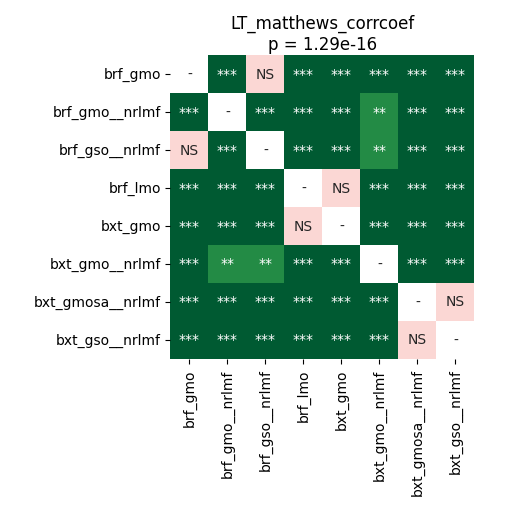 LT_matthews_corrcoef
p = 1.29e-16
brf_gmo - *** NS *** *** *** *** ***
brf_gmo__nrlmf *** - *** *** *** ** *** ***
brf_gso__nrlmf NS *** - *** *** ** *** ***
brf_lmo *** *** *** - NS *** *** ***
bxt_gmo *** *** *** NS - *** *** ***
bxt_gmo__nrlmf *** ** ** *** *** - *** ***
bxt_gmosa__nrlmf *** *** *** *** *** *** - NS
bxt_gso__nrlmf *** *** *** *** *** *** NS -
brf_gmo
brf_gmo__nrlmf
brf_gso__nrlmf
brf_lmo
bxt_gmo
bxt_gmo__nrlmf
bxt_gmosa__nrlmf
bxt_gso__nrlmf